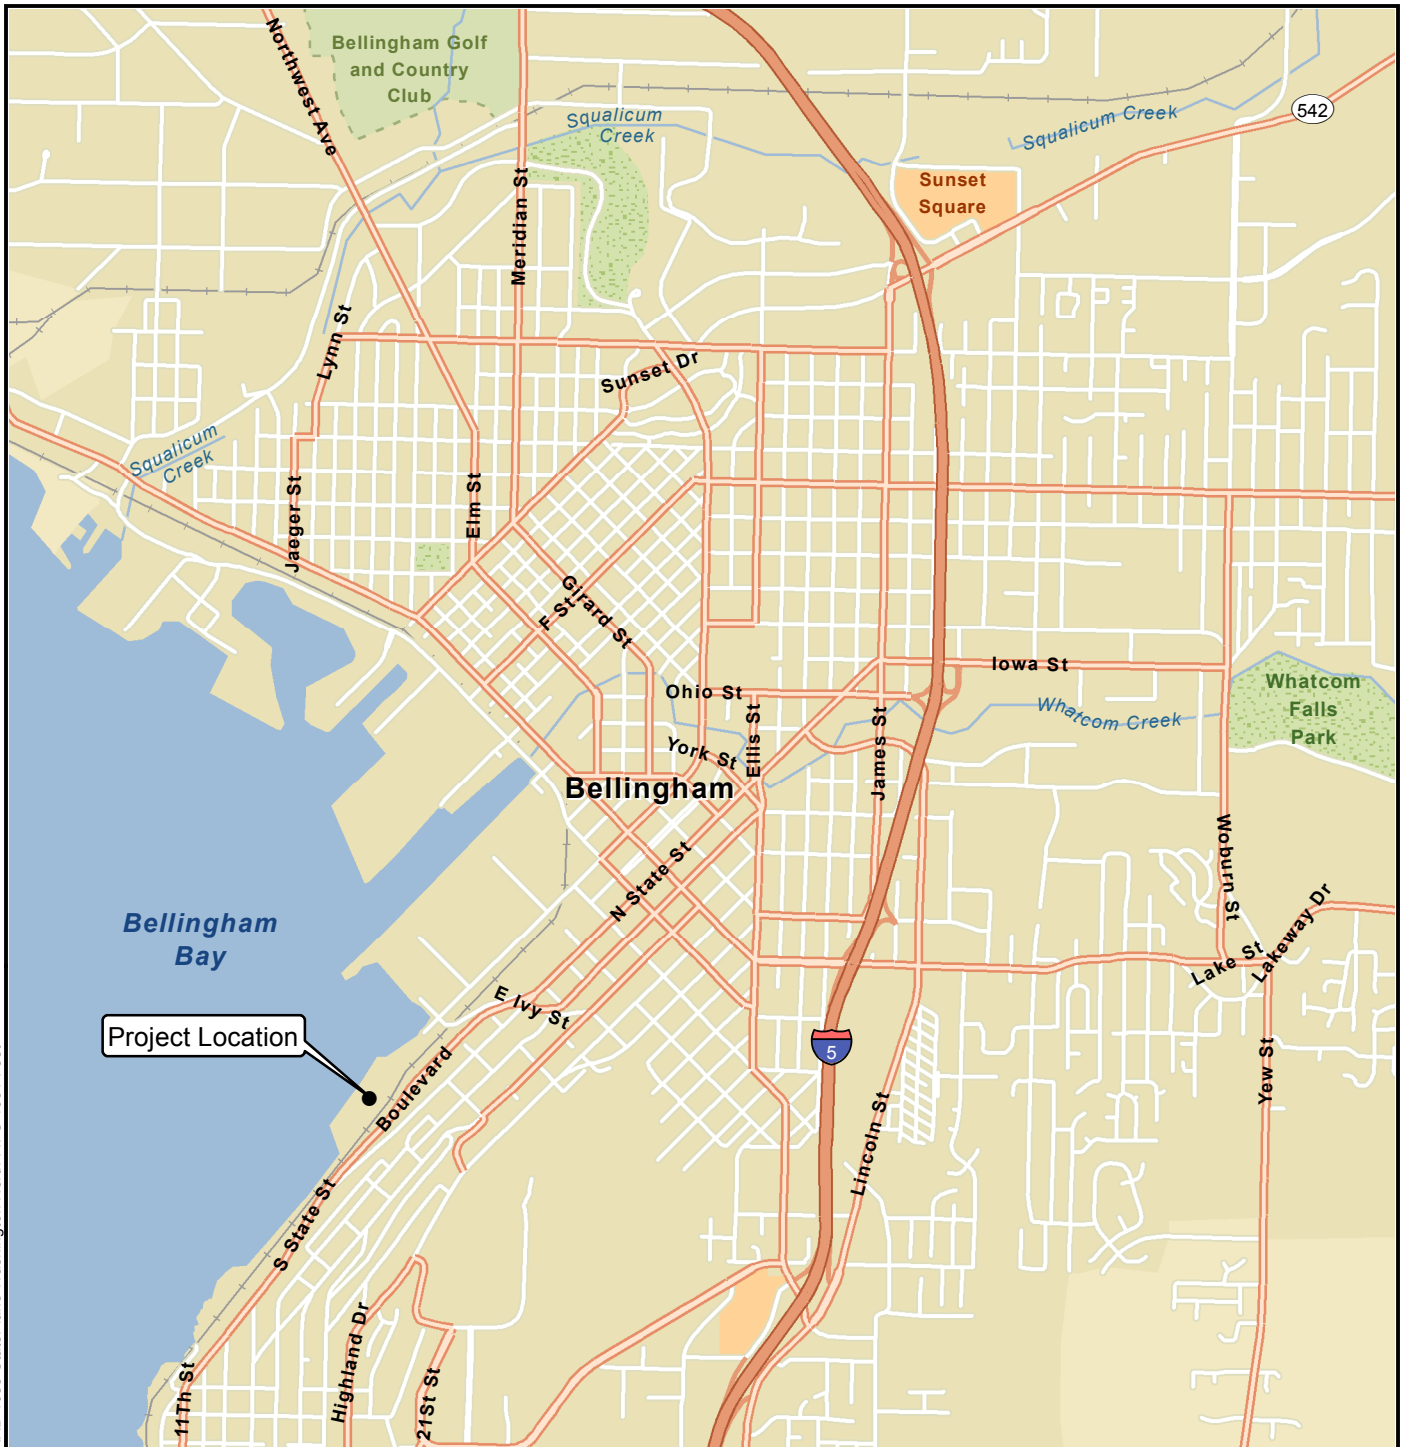 Northwest Ave
Bellingham Golf
and Country
Club
Squalicum
Creek
Squalicum Creek
542
Sunset
Square
Meridian St
Lynn St
Sunset Dr
Squalicum
Creek
Jaeger St
Elm St
Girard St
F St
Iowa St
Ohio St
Whatcom
Falls
Park
Whatcom Creek
York St
Ellis St
James St
Bellingham
Woburn St
N State St
Bellingham
Bay
Lake St
Lakeway Dr
E Ivy St
Project Location
5
Boulevard
Yew St
Lincoln St
S State St
Highland Dr
11Th St
21St St